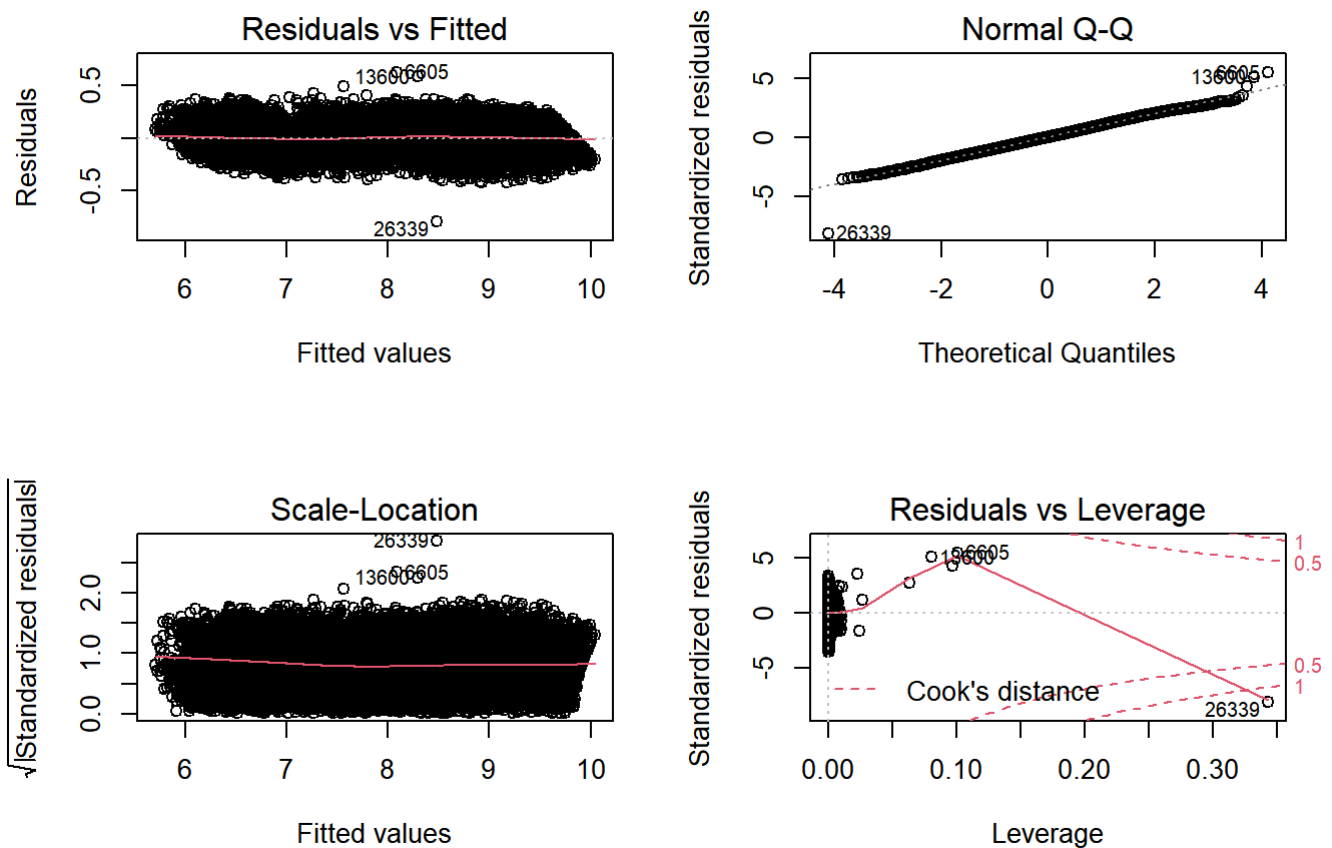 Residuals vs Fitted
Residuals
0.5
0.0
-0.5
13600
6605
26339
6 7 8 9 10
Fitted values
Normal Q-Q
Standardized residuals
5
0
-5
13600
6605
26339
-4 -2 0 2 4
Theoretical Quantiles
Scale-Location
√|Standardized residuals|
2.0
1.0
0.0
26339
13600
6605
6 7 8 9 10
Fitted values
Residuals vs Leverage
Standardized residuals
5
0
-5
13600
6605
1
0.5
0.5
1
Cook's distance
26339
0.00 0.10 0.20 0.30
Leverage